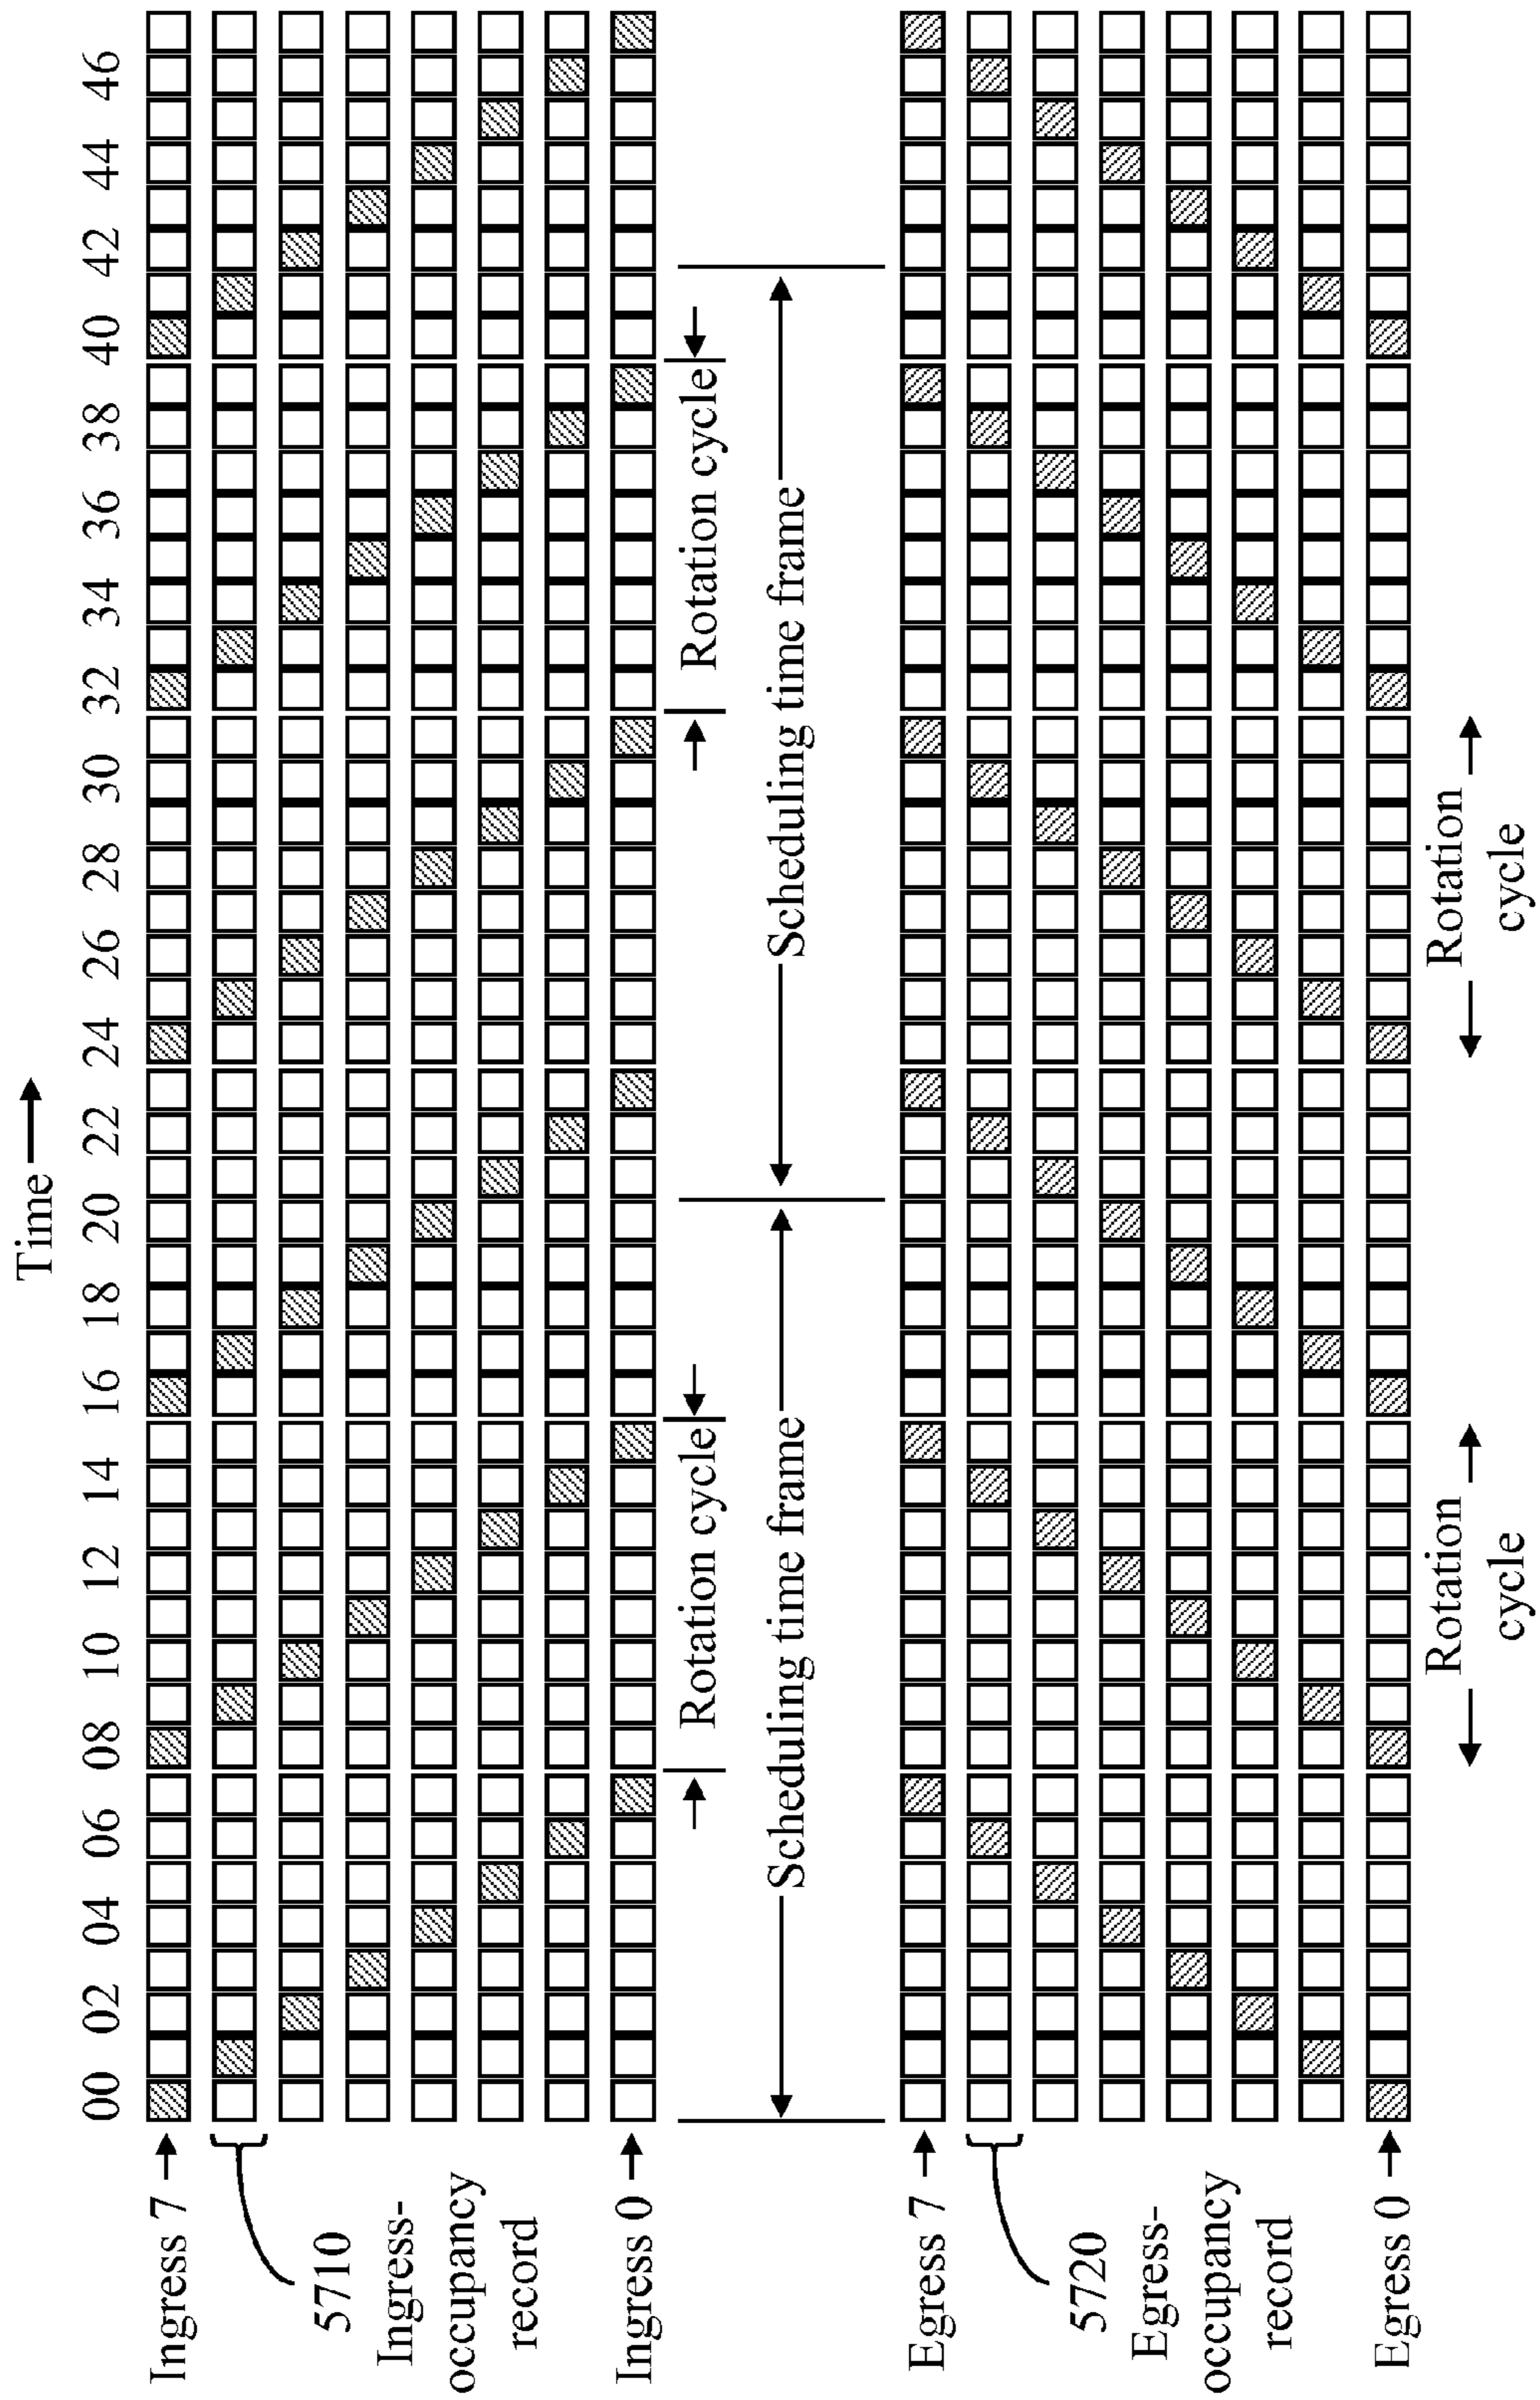 Time
00 02 04 06 08 10 12 14 16 18 20 22 24 26 28 30 32 34 36 38 40 42 44 46
Ingress 7
5710
Ingress-
occupancy
record
Ingress 0
Rotation cycle
Rotation cycle
Scheduling time frame
Scheduling time frame
Egress 7
5720
Egress-
occupancy
record
Egress 0
Rotation
cycle
Rotation
cycle